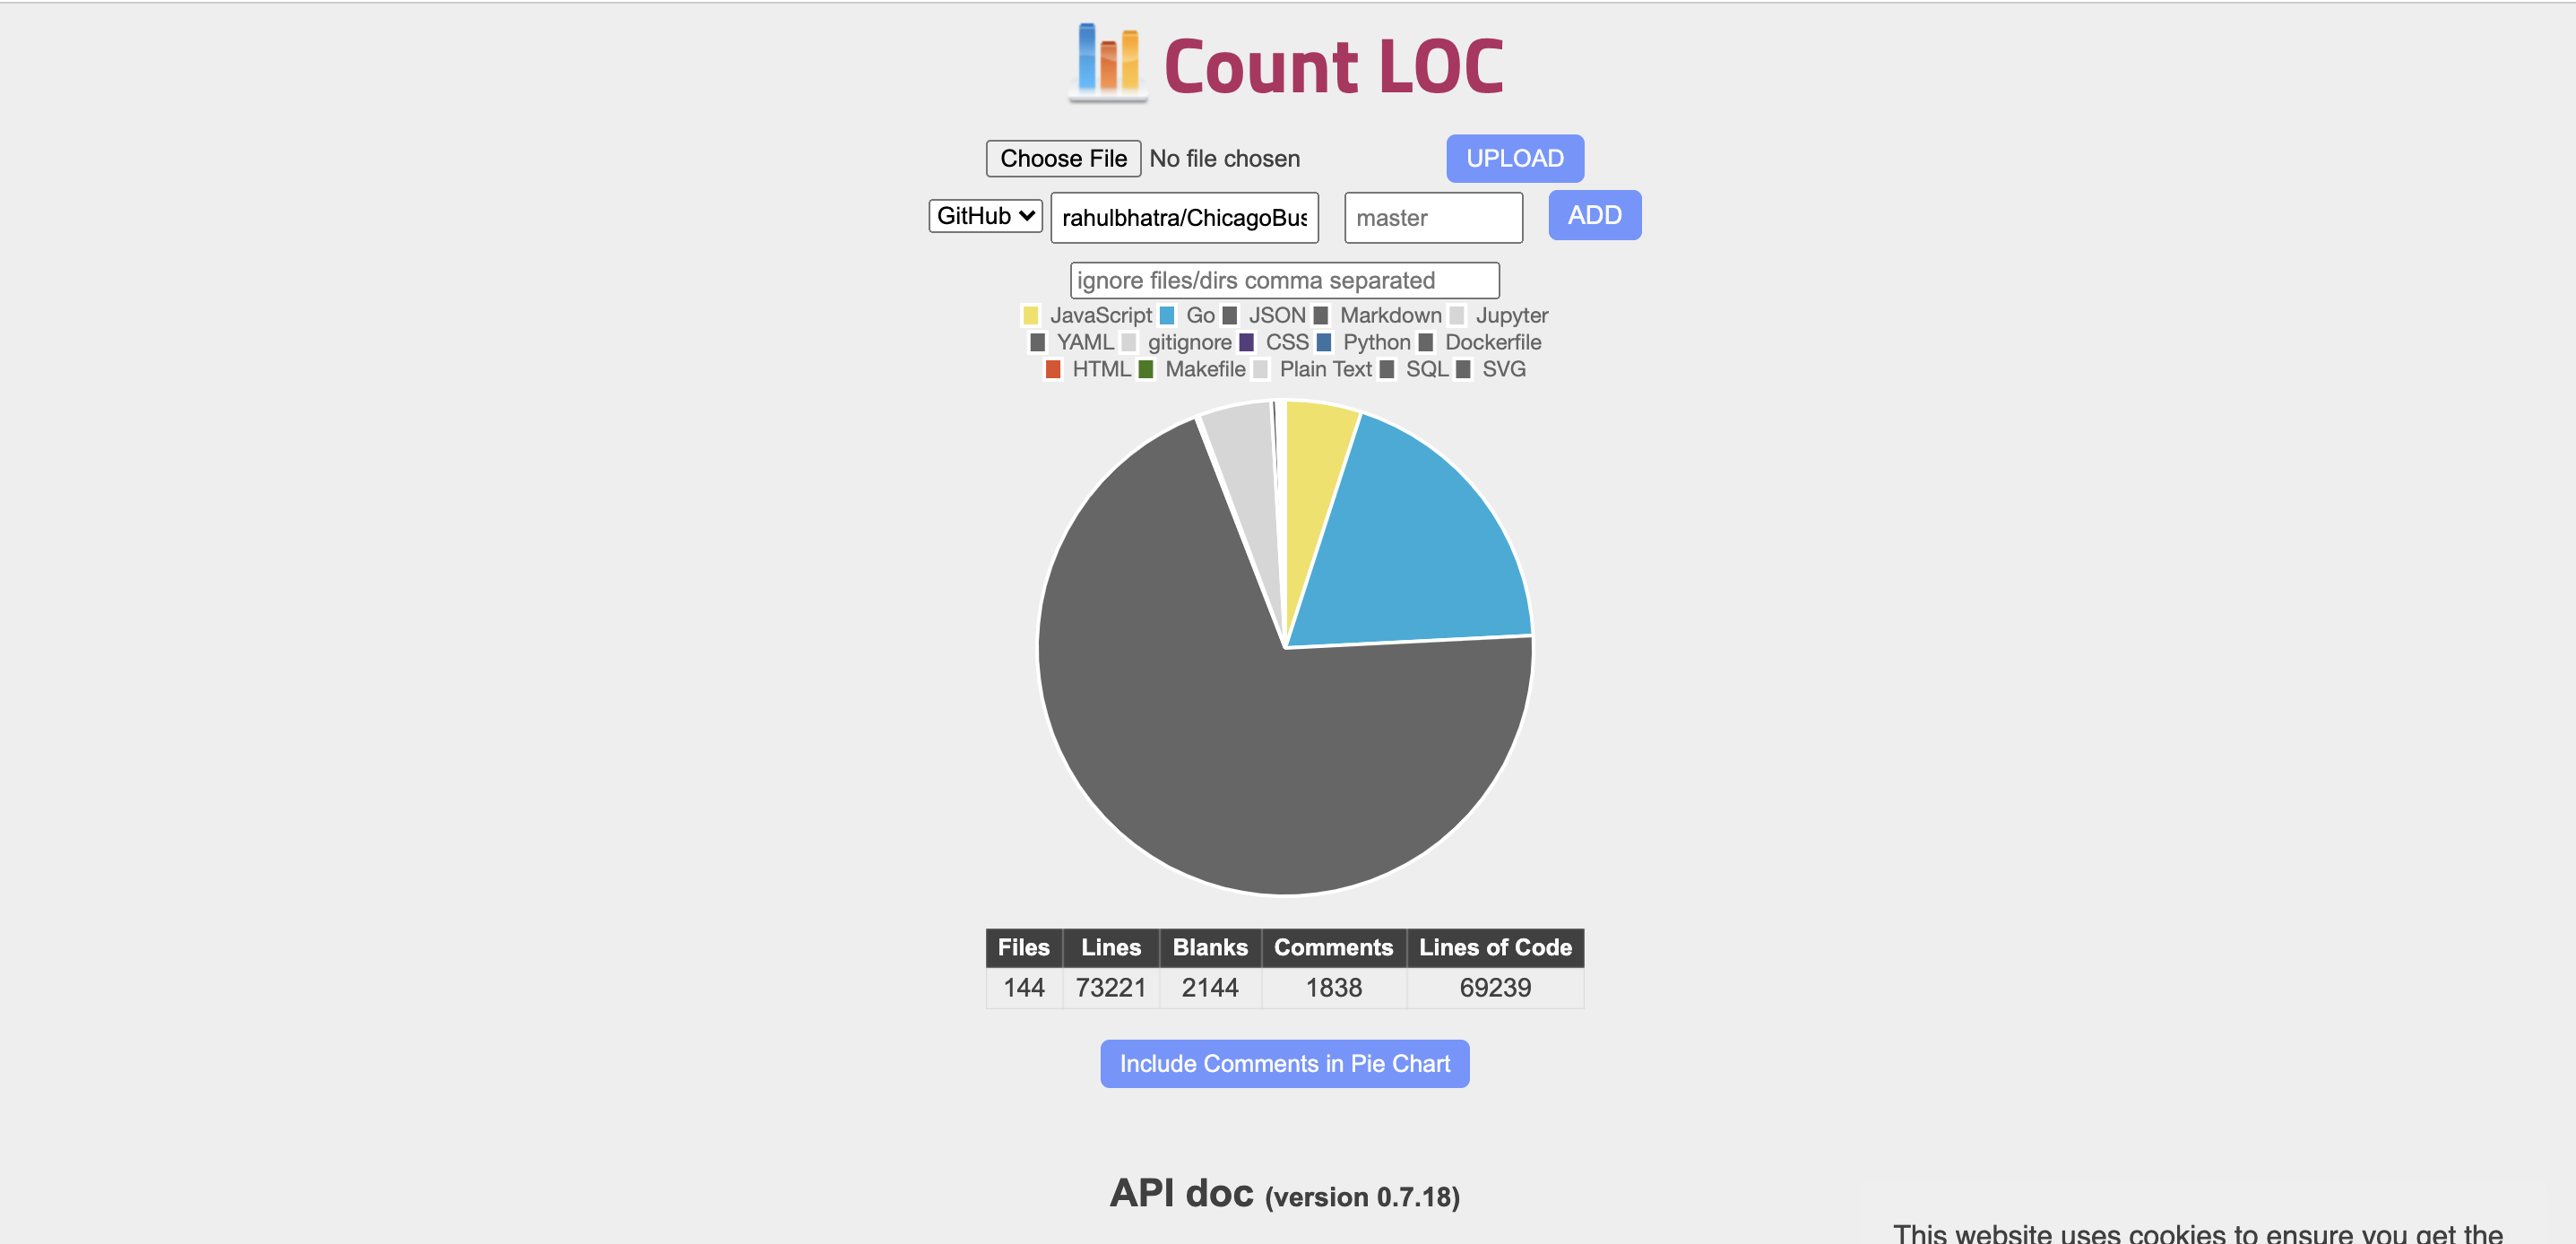 Count LOC
Choose File No file chosen UPLOAD
GitHub rahulbhatra/ChicagoBus master ADD
ignore files/dirs comma separated
JavaScript Go JSON Markdown Jupyter
YAML gitignore CSS Python Dockerfile
HTML Makefile Plain Text SQL SVG
Files Lines Blanks Comments Lines of Code
144 73221 2144 1838 69239
Include Comments in Pie Chart
API doc (version 0.7.18)
This website uses cookies to ensure you get the